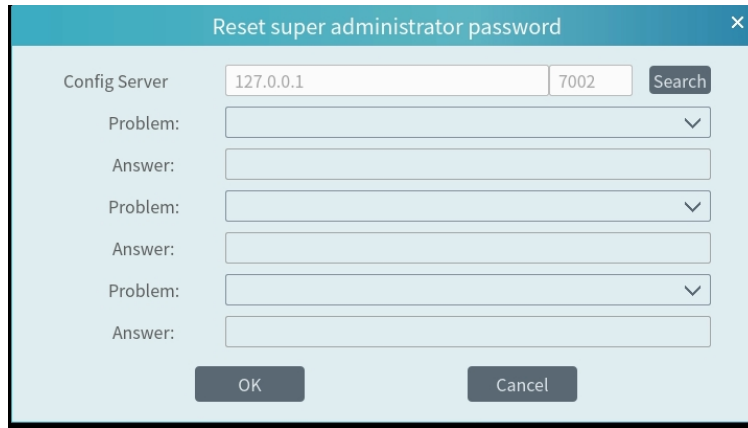 Reset super administrator password
Config Server 127.0.0.1 7002 Search
Problem:
Answer:
Problem:
Answer:
Problem:
Answer:
OK Cancel